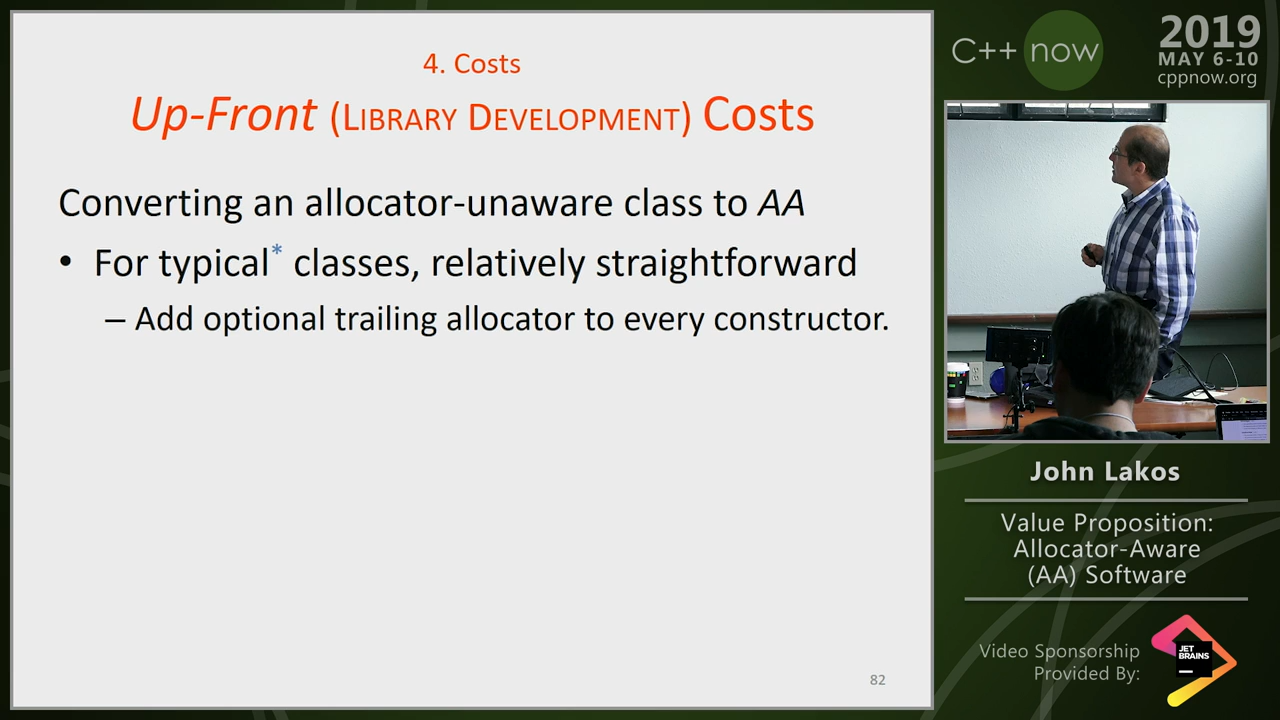 4. Costs
Up-Front (LIBRARY DEVELOPMENT) Costs
Converting an allocator-unaware class to AA
• For typical* classes, relatively straightforward
– Add optional trailing allocator to every constructor.
82
C++ now
2019
MAY 6-10
cppnow.org
John Lakos
Value Proposition:
Allocator-Aware
(AA) Software
Video Sponsorship
Provided By:
JET
BRAINS